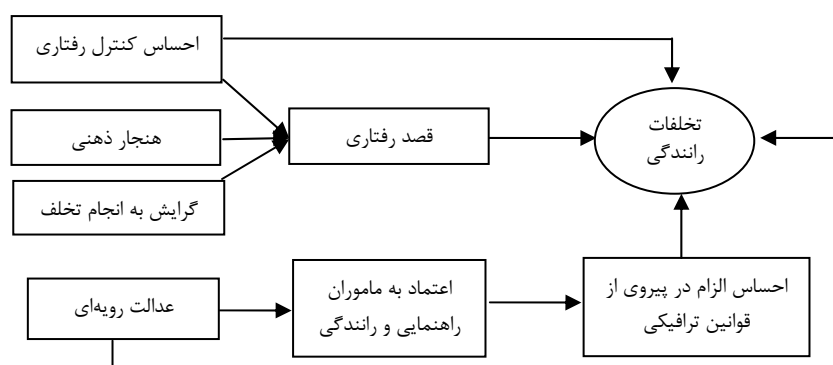 احساس کنترل رفتاری
تخلفات
رانندگی
هنجار ذهنی
قصد رفتاری
گرایش به انجام تخلف
عدالت رویه‌ای
اعتماد به ماموران
راهنمایی و رانندگی
احساس الزام در پیروی از
قوانین ترافیکی